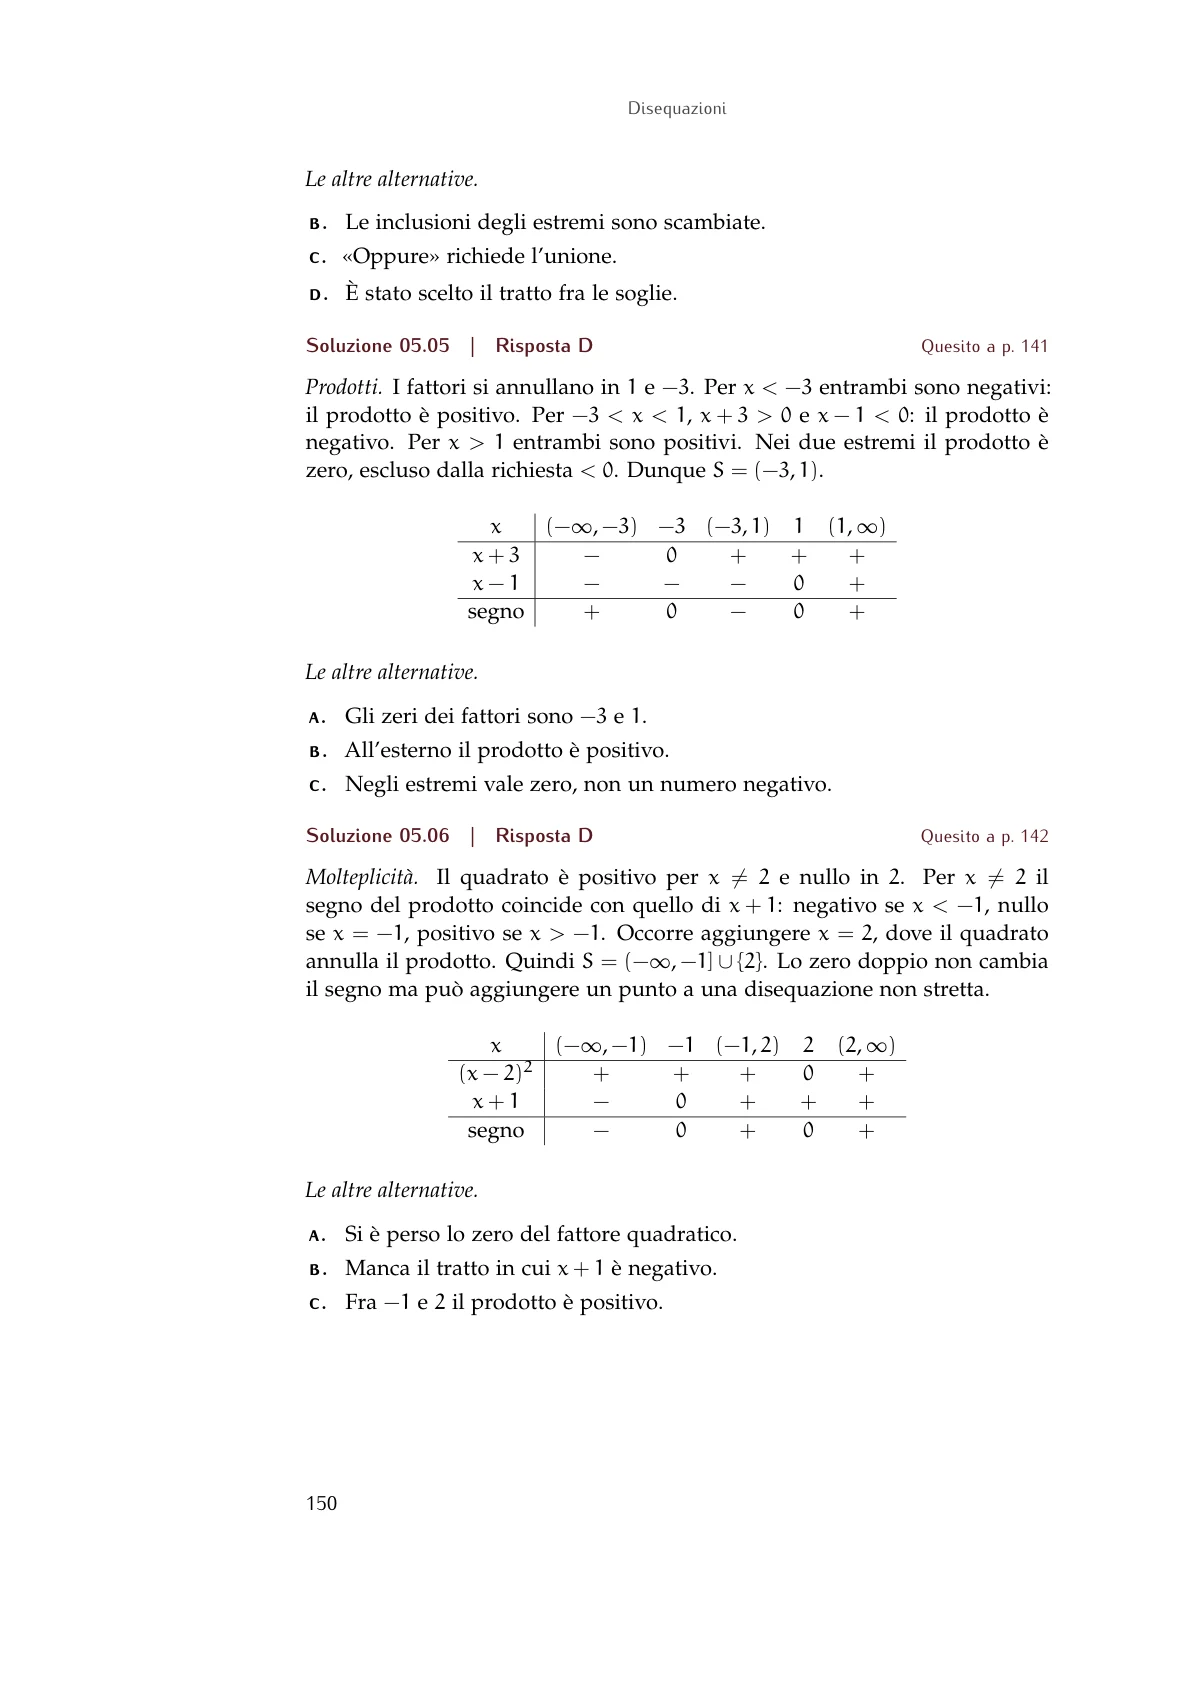 Disequazioni
Le altre alternative.
B. Le inclusioni degli estremi sono scambiate.
C. «Oppure» richiede l'unione.
D. È stato scelto il tratto fra le soglie.
Soluzione 05.05 | Risposta D Quesito a p. 141
Prodotti. I fattori si annullano in 1 e −3. Per x < −3 entrambi sono negativi:
il prodotto è positivo. Per −3 < x < 1, x + 3 > 0 e x − 1 < 0: il prodotto è
negativo. Per x > 1 entrambi sono positivi. Nei due estremi il prodotto è
zero, escluso dalla richiesta < 0. Dunque S = (−3, 1).
x (−∞, −3) −3 (−3, 1) 1 (1, ∞)
x + 3 − 0 + + +
x − 1 − − − 0 +
segno + 0 − 0 +
Le altre alternative.
A. Gli zeri dei fattori sono −3 e 1.
B. All'esterno il prodotto è positivo.
C. Negli estremi vale zero, non un numero negativo.
Soluzione 05.06 | Risposta D Quesito a p. 142
Molteplicità. Il quadrato è positivo per x ≠ 2 e nullo in 2. Per x ≠ 2 il
segno del prodotto coincide con quello di x + 1: negativo se x < −1, nullo
se x = −1, positivo se x > −1. Occorre aggiungere x = 2, dove il quadrato
annulla il prodotto. Quindi S = (−∞, −1] ∪ {2}. Lo zero doppio non cambia
il segno ma può aggiungere un punto a una disequazione non stretta.
x (−∞, −1) −1 (−1, 2) 2 (2, ∞)
(x − 2)² + + + 0 +
x + 1 − 0 + + +
segno − 0 + 0 +
Le altre alternative.
A. Si è perso lo zero del fattore quadratico.
B. Manca il tratto in cui x + 1 è negativo.
C. Fra −1 e 2 il prodotto è positivo.
150